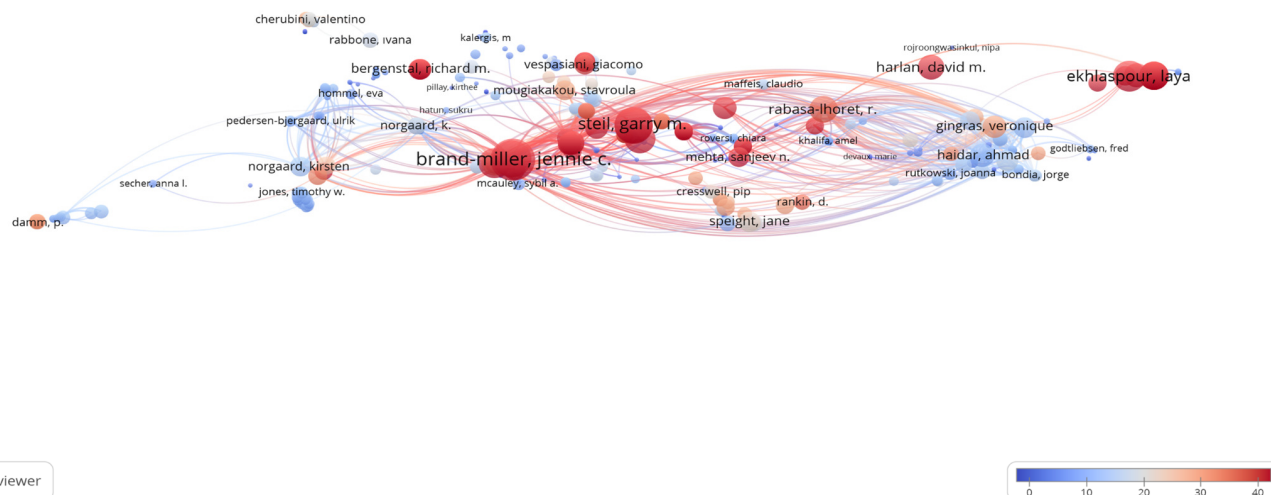 cherubini, valentino
rabbone, ivana
kalergis, m
rojroongwasinkul, nipa
bergenstal, richard m.
vespasiani, giacomo
harlan, david m.
ekhlaspour, laya
hommel, eva
pillay, kirthee
mougiakakou, stavroula
maffeis, claudio
hatun, sukru
rabasa-lhoret, r.
pedersen-bjergaard, ulrik
norgaard, k.
steil, garry m.
gingras, veronique
roversi, chiara
khalifa, amel
godtliebsen, fred
norgaard, kirsten
brand-miller, jennie c.
mehta, sanjeev n.
devaux, marie
haidar, ahmad
rutkowski, joanna
bondia, jorge
secher, anna l.
jones, timothy w.
mcauley, sybil a.
cresswell, pip
rankin, d.
damm, p.
speight, jane
viewer
0 10 20 30 40